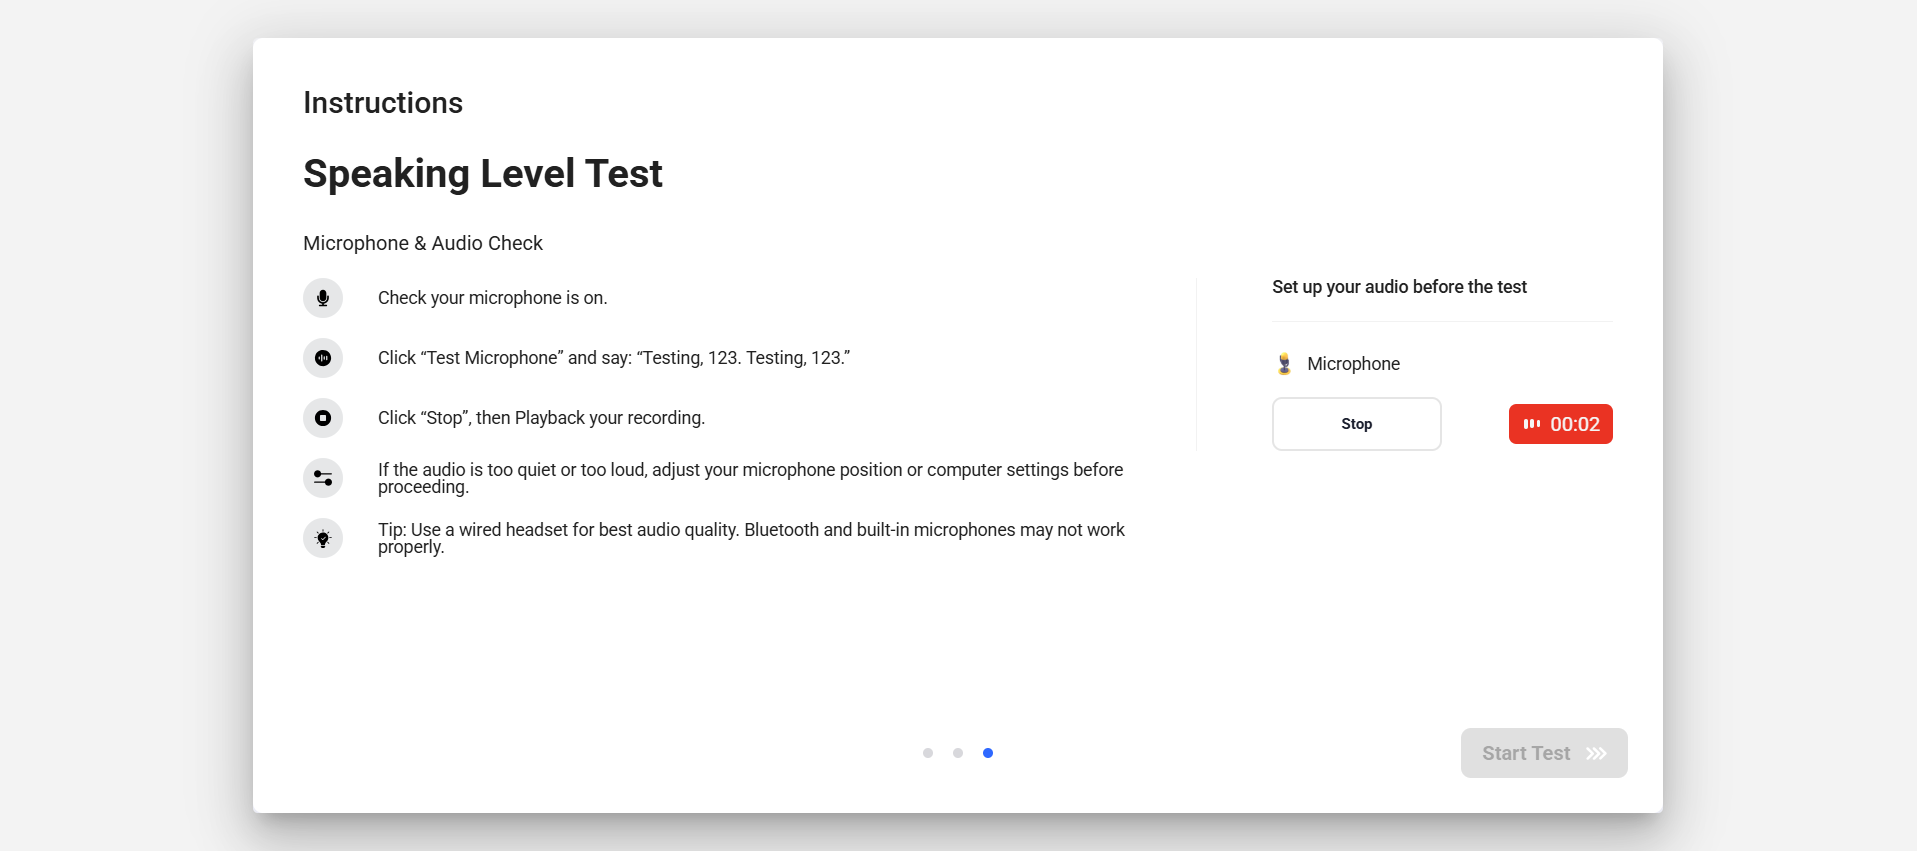 Instructions
Speaking Level Test
Microphone & Audio Check
Check your microphone is on.
Click “Test Microphone” and say: “Testing, 123. Testing, 123.”
Click “Stop”, then Playback your recording.
If the audio is too quiet or too loud, adjust your microphone position or computer settings before
proceeding.
Tip: Use a wired headset for best audio quality. Bluetooth and built-in microphones may not work
properly.
Set up your audio before the test
Microphone
Stop
00:02
Start Test